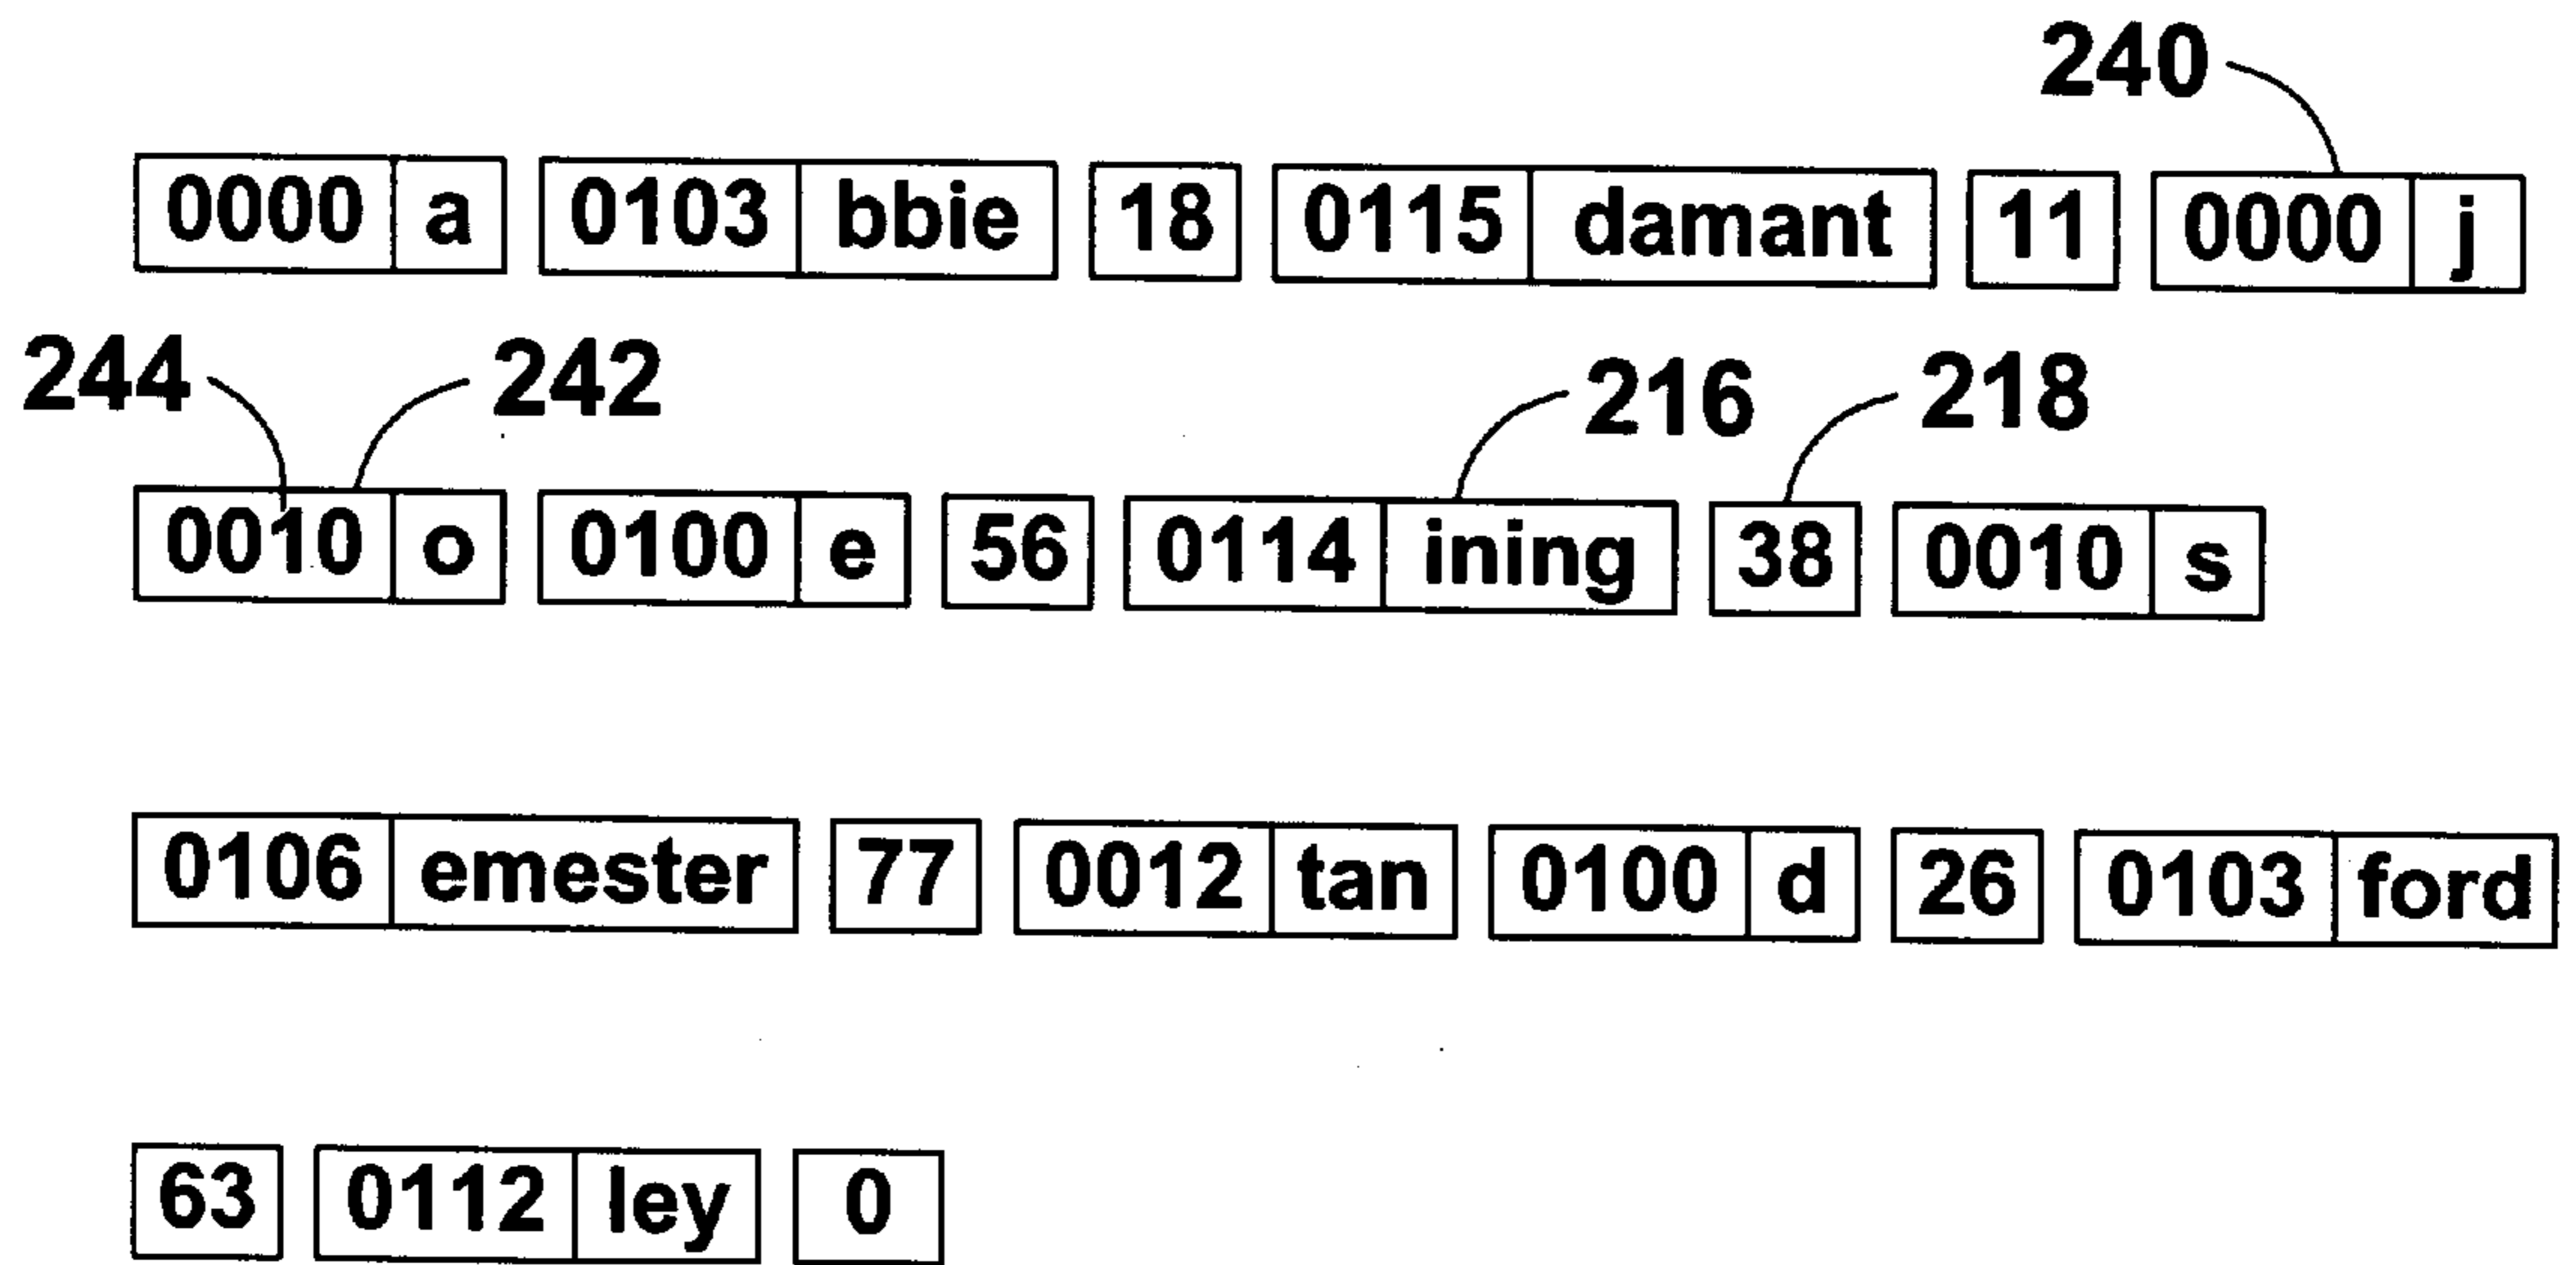 240
0000 a 0103 bbie 18 0115 damant 11 0000 j
244 242 216 218
0010 o 0100 e 56 0114 ining 38 0010 s
0106 emester 77 0012 tan 0100 d 26 0103 ford
63 0112 ley 0